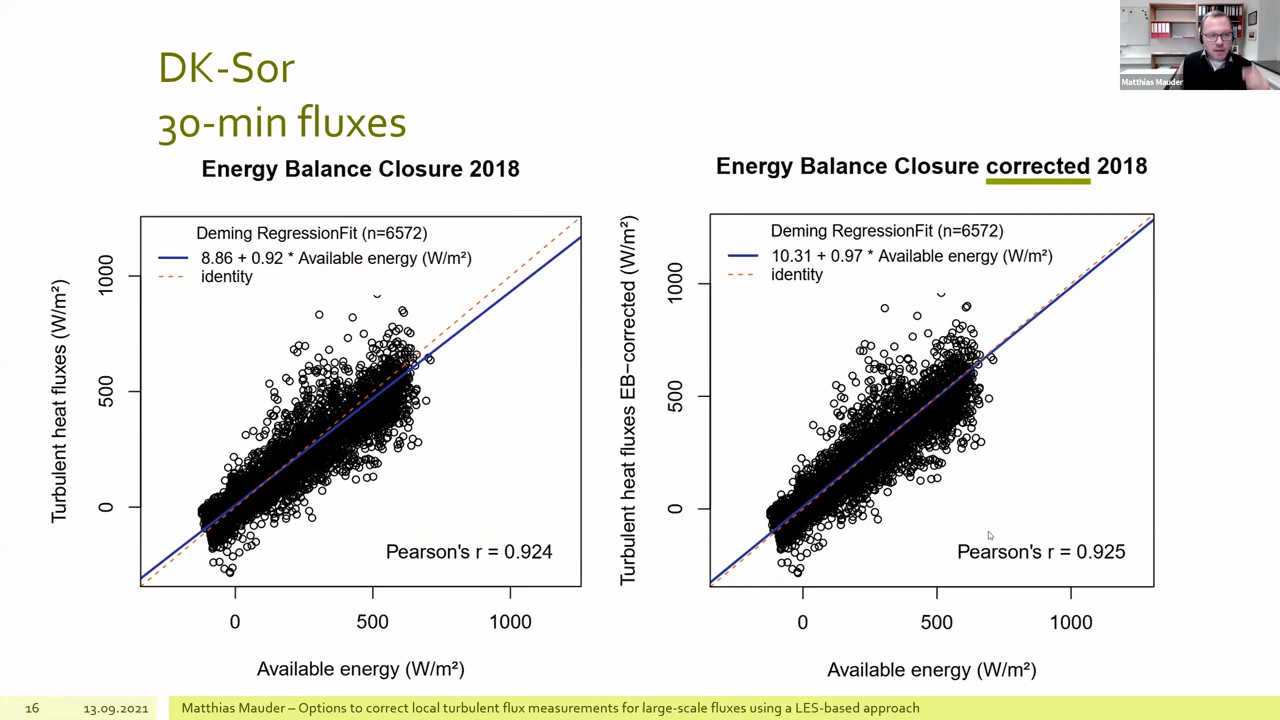 DK-Sor
30-min fluxes
Matthias Mauder
Energy Balance Closure 2018
Turbulent heat fluxes (W/m²)
1000
500
0
Deming RegressionFit (n=6572)
8.86 + 0.92 * Available energy (W/m²)
identity
Pearson's r = 0.924
0
500
1000
Available energy (W/m²)
Energy Balance Closure corrected 2018
Turbulent heat fluxes EB−corrected (W/m²)
1000
500
0
Deming RegressionFit (n=6572)
10.31 + 0.97 * Available energy (W/m²)
identity
Pearson's r = 0.925
0
500
1000
Available energy (W/m²)
16
13.09.2021
Matthias Mauder – Options to correct local turbulent flux measurements for large-scale fluxes using a LES-based approach